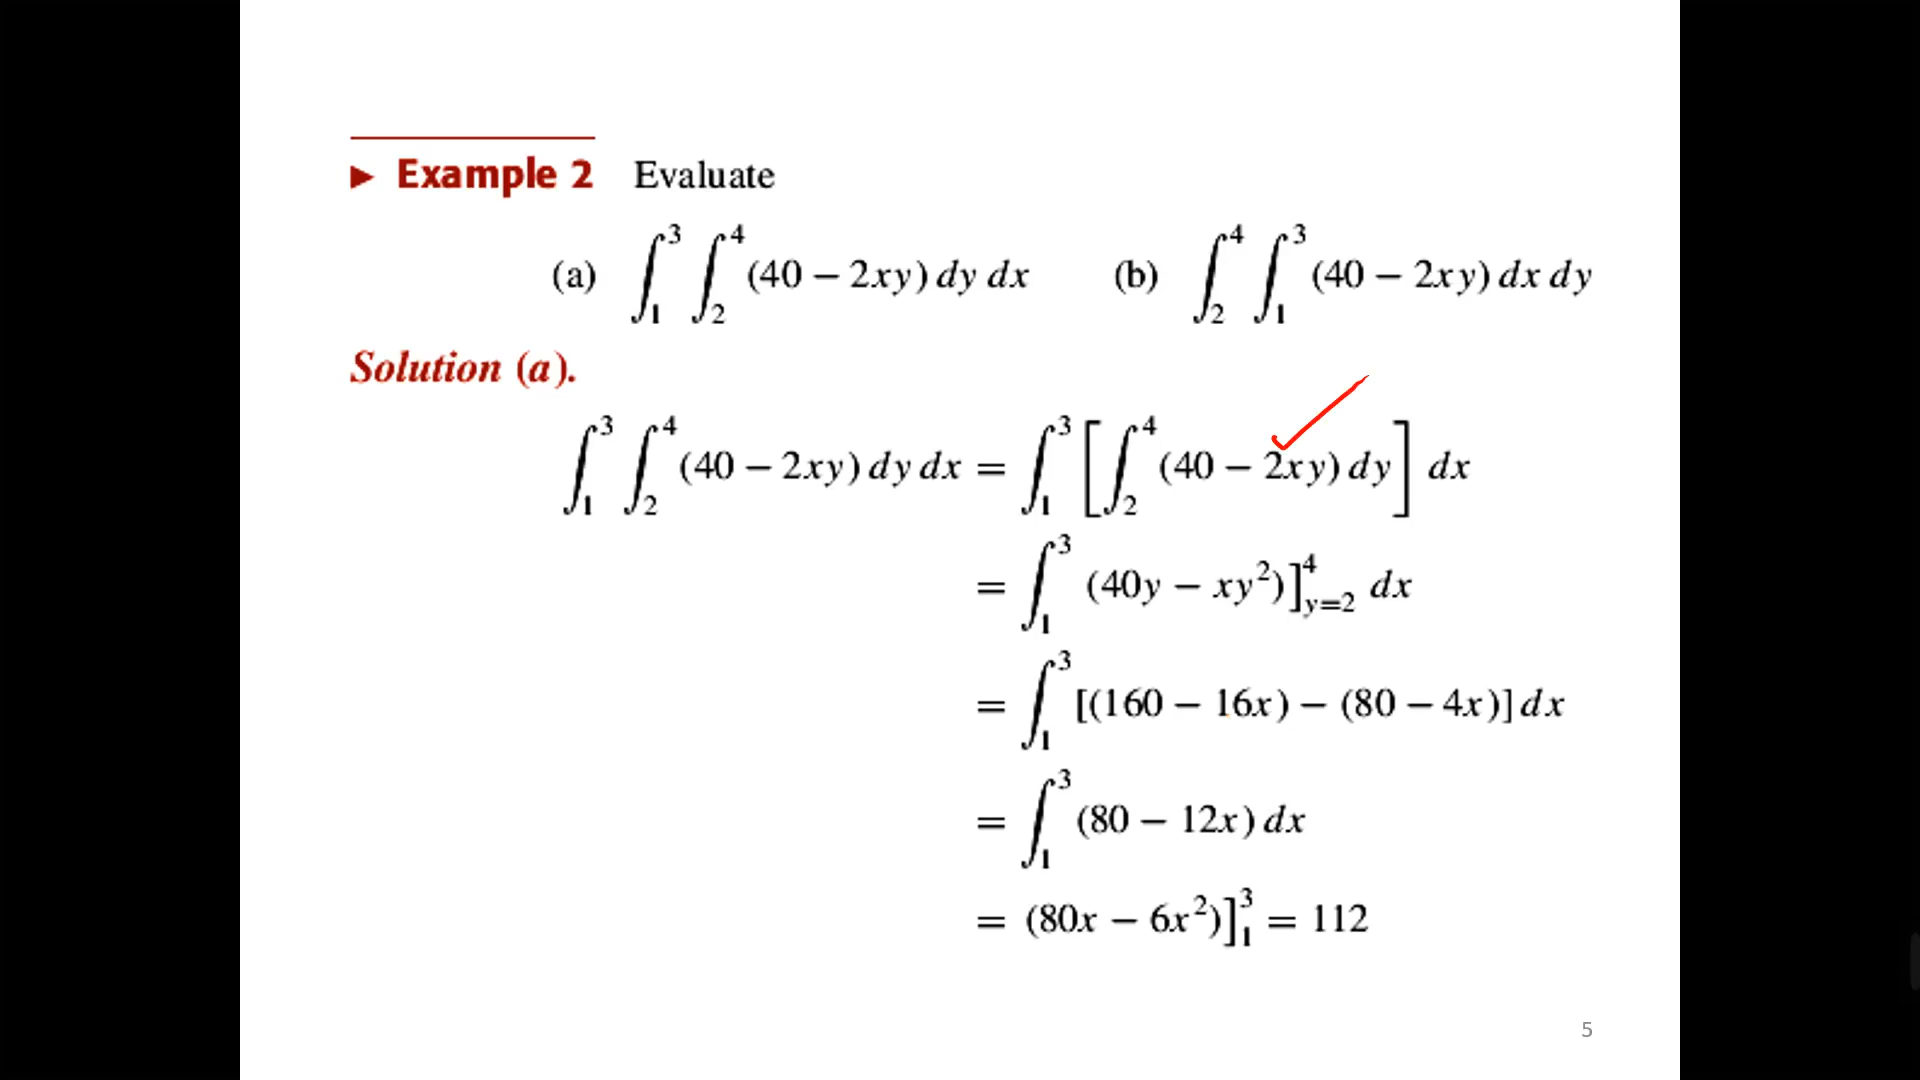 ▶ Example 2 Evaluate
(a) ∫₁³ ∫₂⁴ (40 − 2xy) dy dx (b) ∫₂⁴ ∫₁³ (40 − 2xy) dx dy
Solution (a).
∫₁³ ∫₂⁴ (40 − 2xy) dy dx = ∫₁³ [∫₂⁴ (40 − 2xy) dy] dx
= ∫₁³ (40y − xy²)]⁴_{y=2} dx
= ∫₁³ [(160 − 16x) − (80 − 4x)] dx
= ∫₁³ (80 − 12x) dx
= (80x − 6x²)]₁³ = 112
5